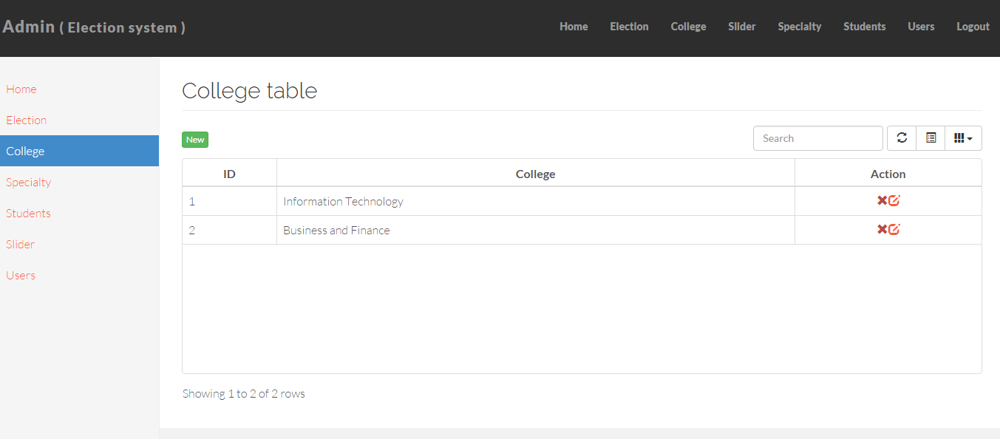 Admin ( Election system )
Home Election College Slider Specialty Students Users Logout
Home
Election
College
Specialty
Students
Slider
Users
College table
New
Search
ID College Action
1 Information Technology
2 Business and Finance
Showing 1 to 2 of 2 rows